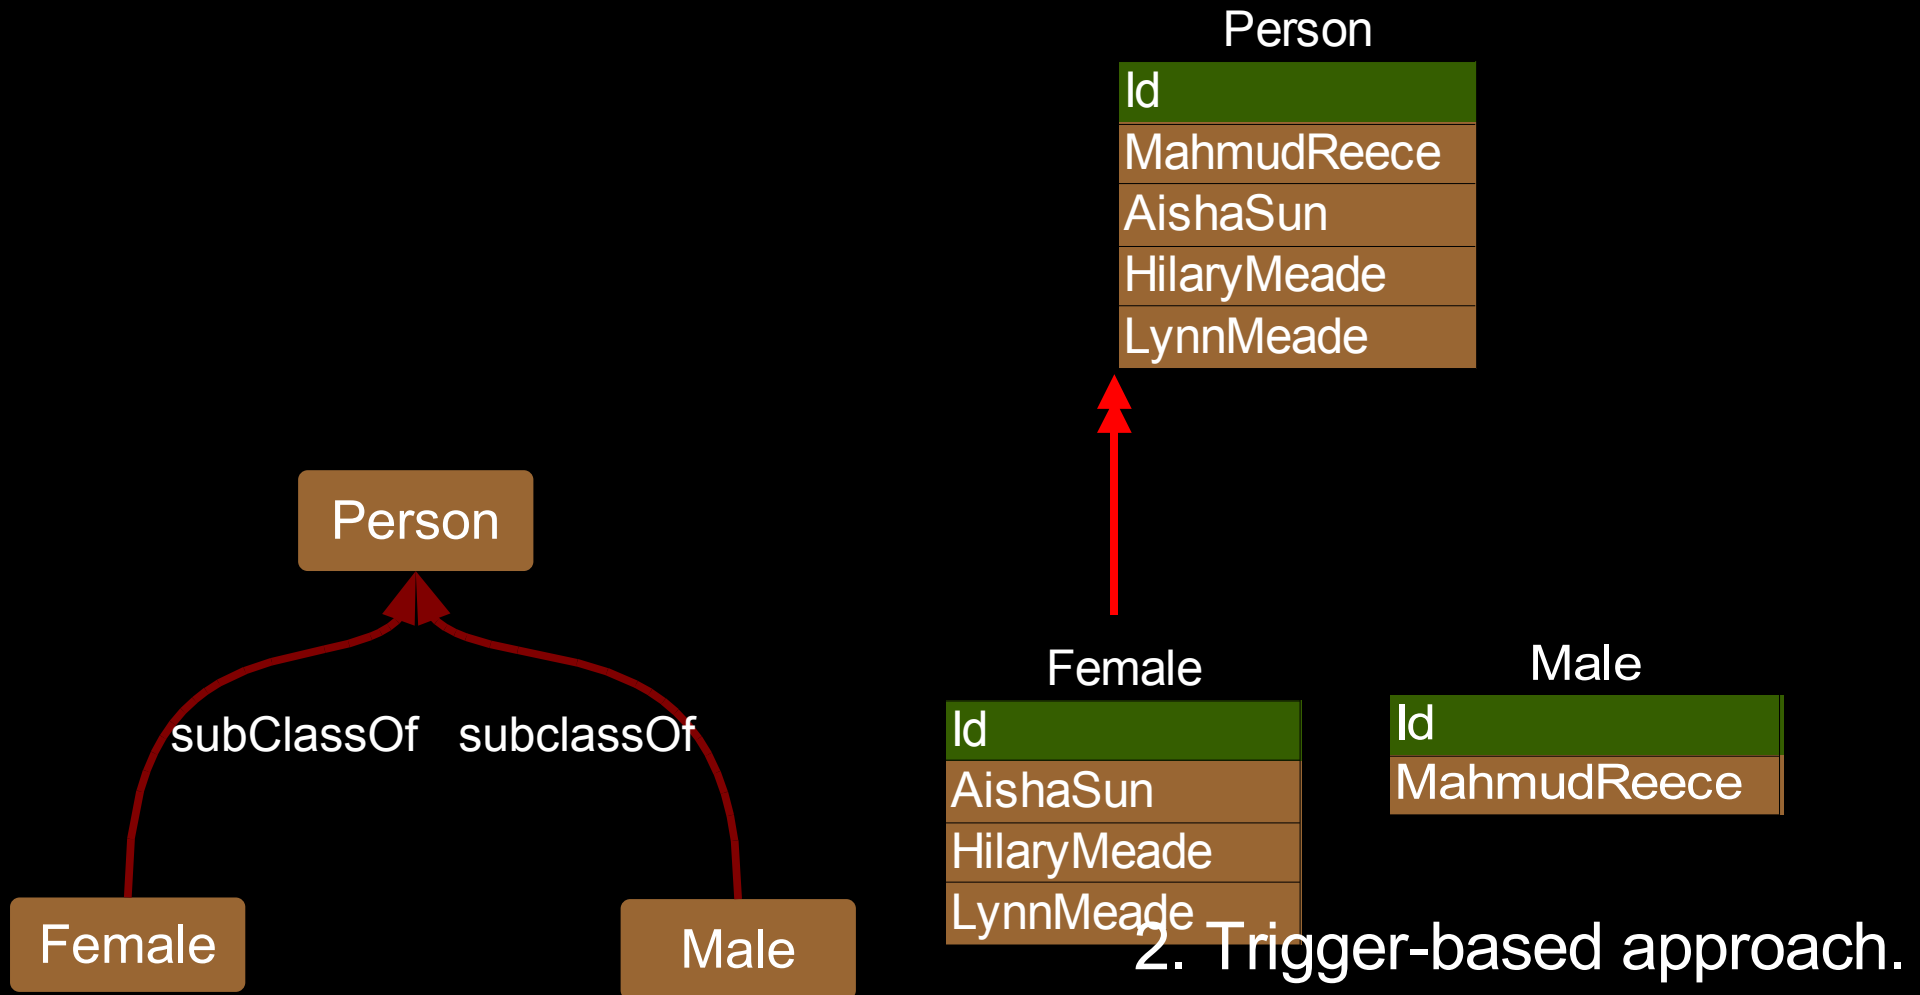 Person
Id
MahmudReece
AishaSun
HilaryMeade
LynnMeade
Person
subClassOf subclassOf
Female
Male
Female
Id
AishaSun
HilaryMeade
LynnMeade
Male
Id
MahmudReece
2. Trigger-based approach.